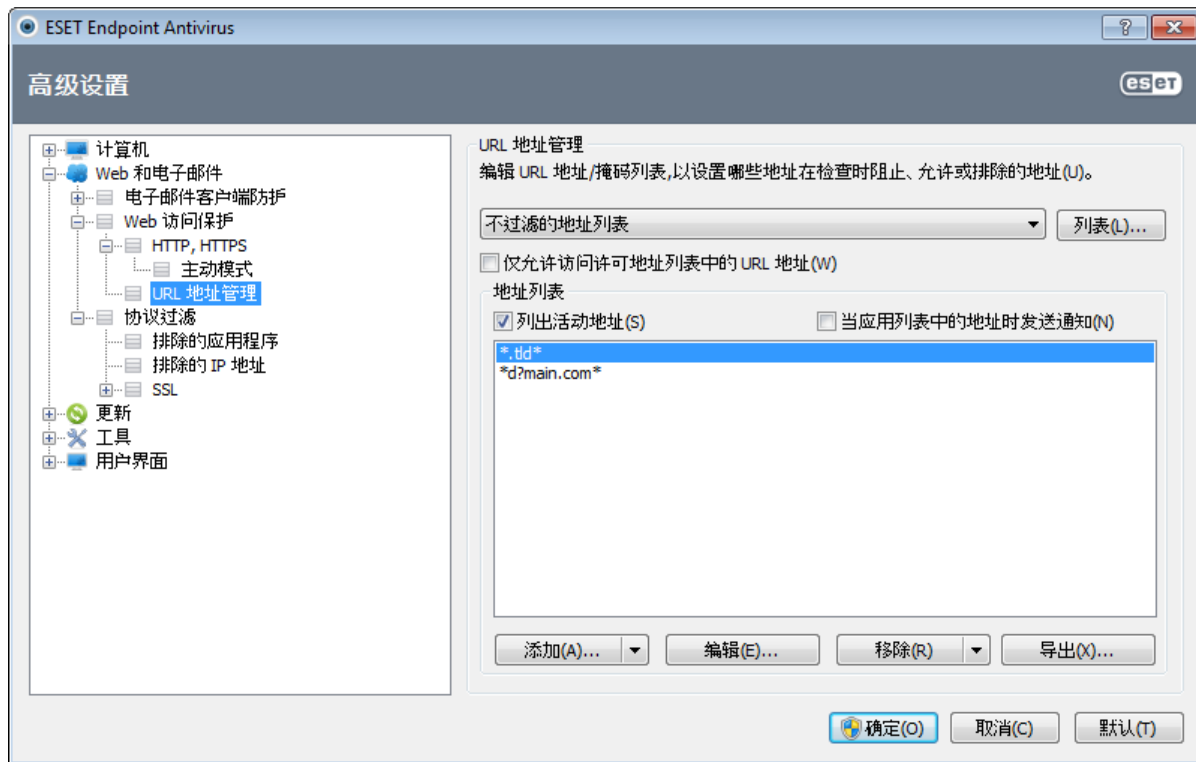 ESET Endpoint Antivirus
高级设置
eset
计算机
Web 和电子邮件
电子邮件客户端防护
Web 访问保护
HTTP, HTTPS
主动模式
URL 地址管理
协议过滤
排除的应用程序
排除的 IP 地址
SSL
更新
工具
用户界面
URL 地址管理
编辑 URL 地址/掩码列表,以设置哪些地址在检查时阻止、允许或排除的地址(U)。
不过滤的地址列表
列表(L)...
仅允许访问许可地址列表中的 URL 地址(W)
地址列表
列出活动地址(S) 当应用列表中的地址时发送通知(N)
*.tld*
*d?main.com*
添加(A)... 编辑(E)... 移除(R) 导出(X)...
确定(O) 取消(C) 默认(T)